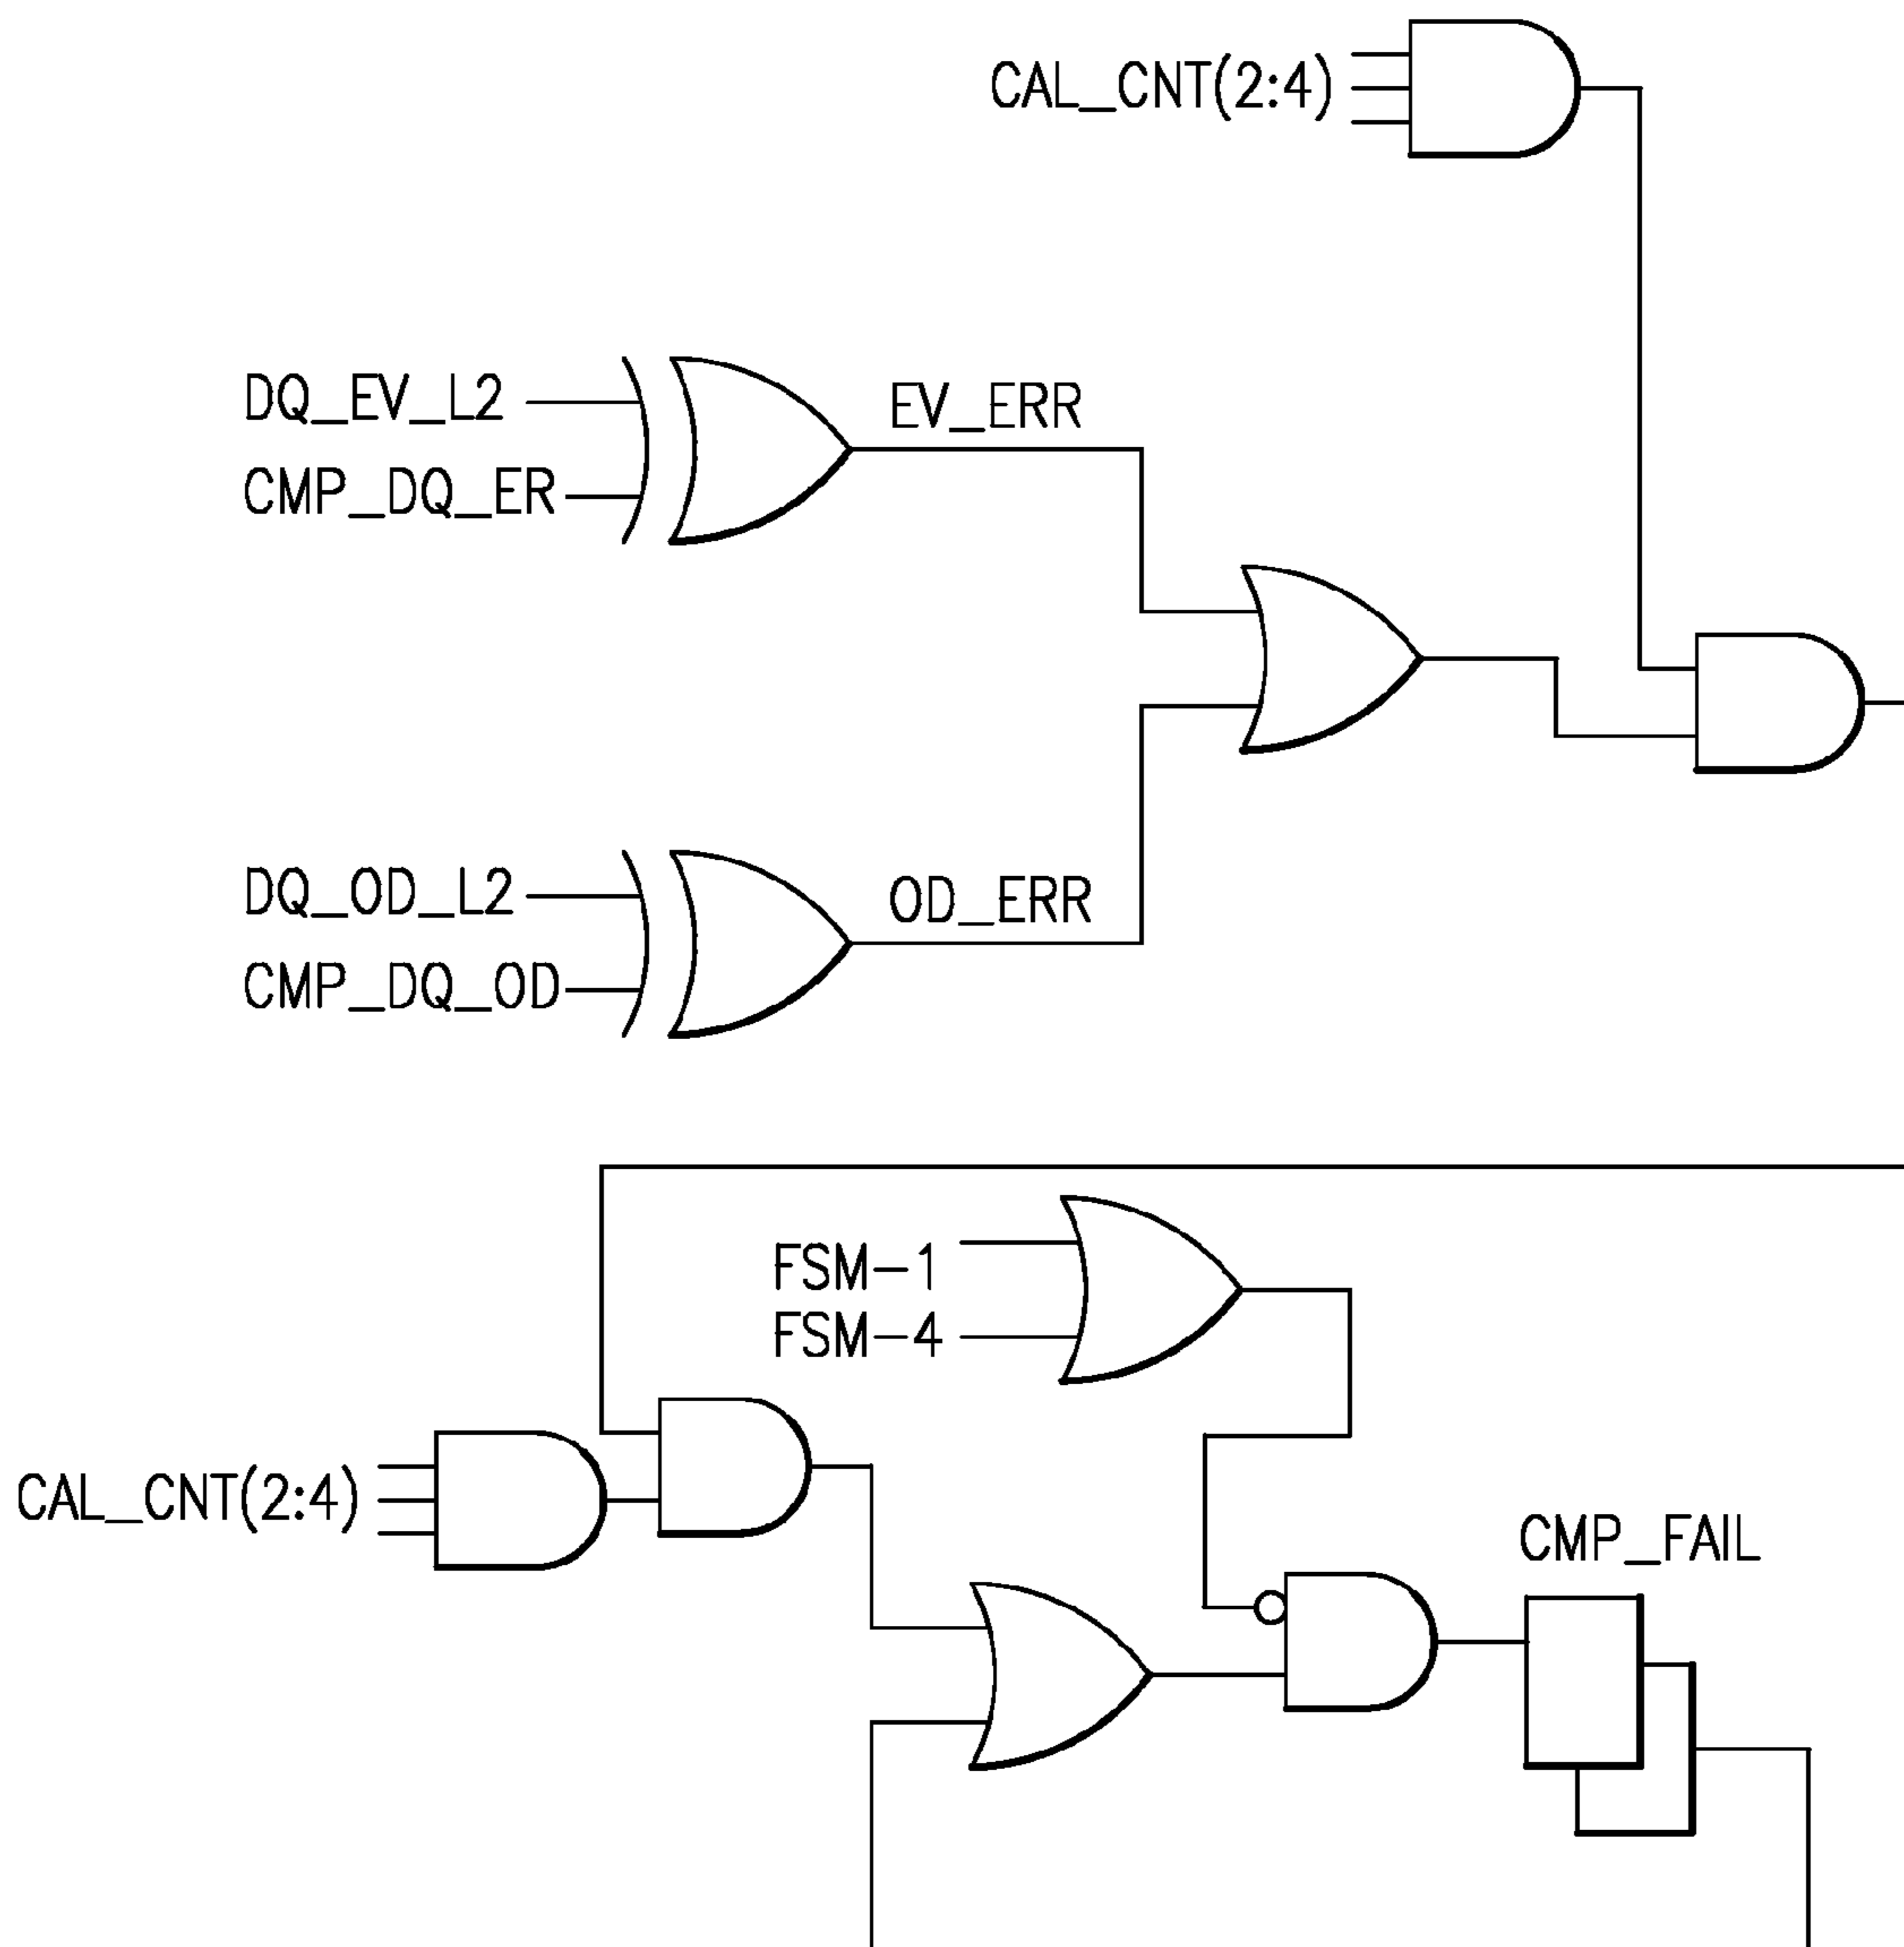 CAL_CNT(2:4)
DQ_EV_L2
EV_ERR
CMP_DQ_ER
DQ_OD_L2
OD_ERR
CMP_DQ_OD
FSM-1
FSM-4
CAL_CNT(2:4)
CMP_FAIL